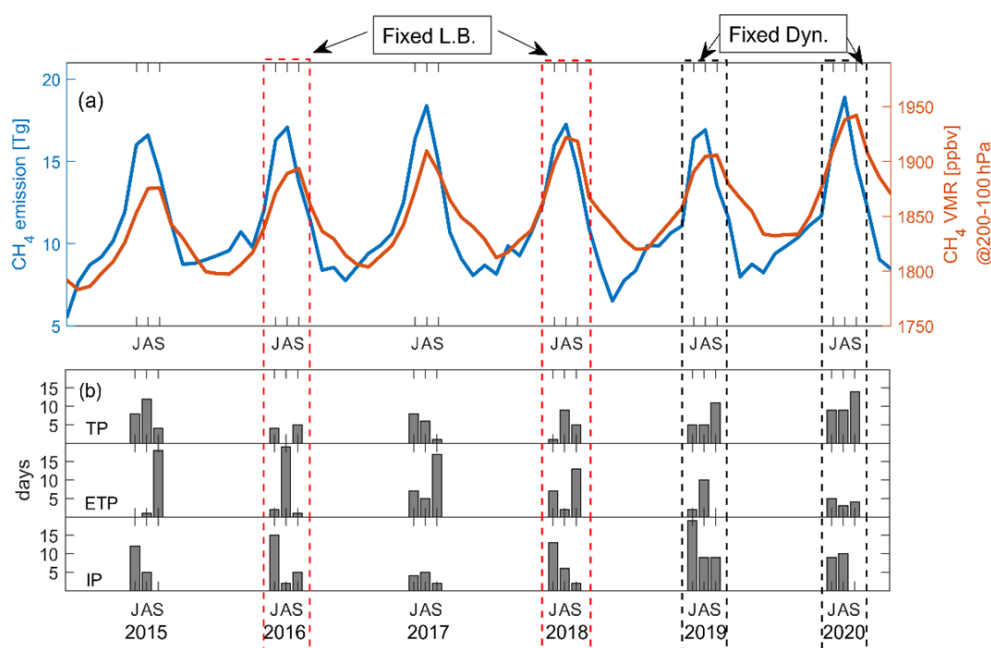 Fixed L.B.
Fixed Dyn.
(a)
CH4 emission [Tg]
20
15
10
5
1950
1900
1850
1800
1750
CH4 VMR [ppbv]
@200-100 hPa
JAS JAS JAS JAS JAS JAS
(b)
days
15
10
5
TP
15
10
5
ETP
15
10
5
IP
JAS JAS JAS JAS JAS JAS
2015 2016 2017 2018 2019 2020